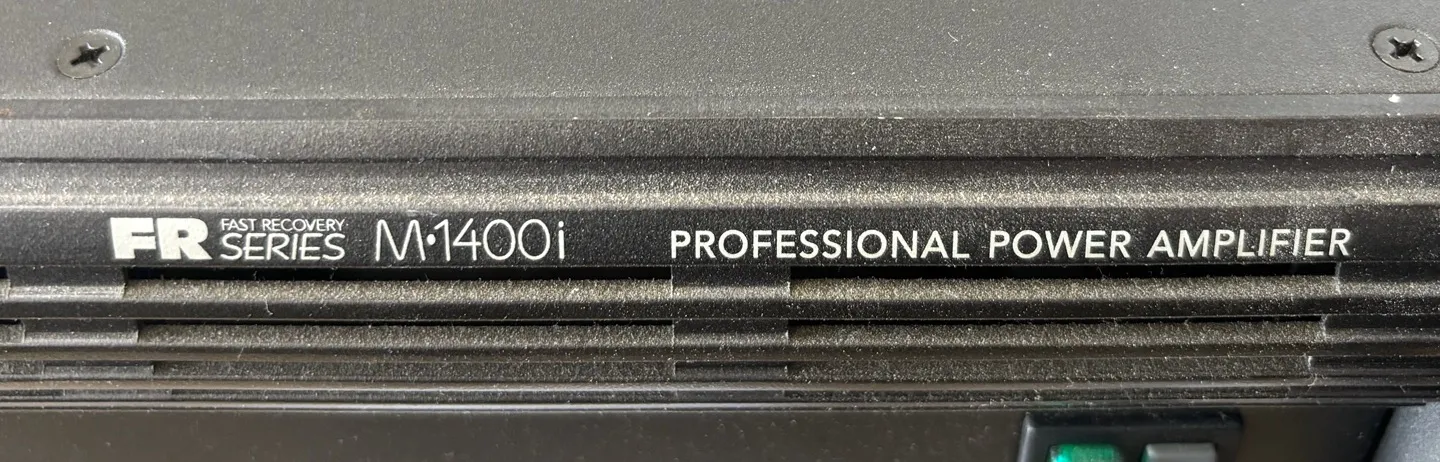 FR FAST RECOVERY SERIES M•1400i PROFESSIONAL POWER AMPLIFIER